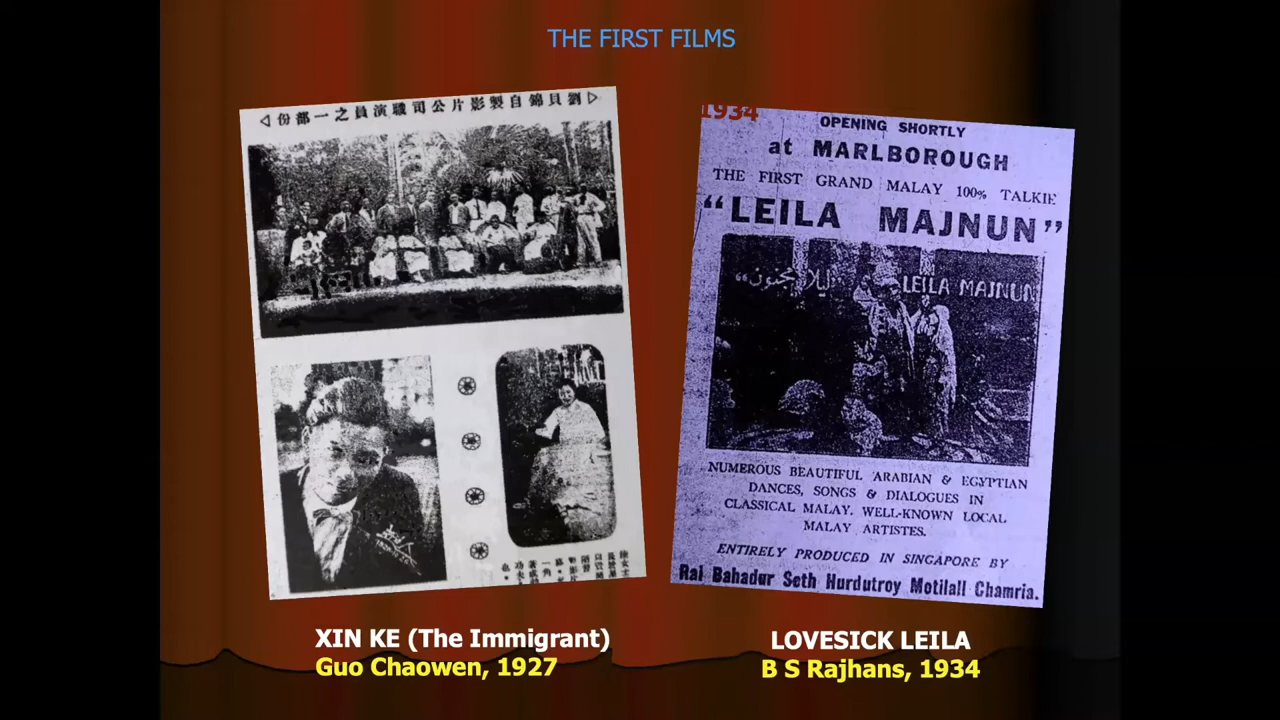 THE FIRST FILMS
劉貝錦自製影片公司職演員之一部份
1934
OPENING SHORTLY
at MARLBOROUGH
THE FIRST GRAND MALAY 100% TALKIE
"LEILA MAJNUN"
"ليلا مجنون" LEILA MAJNUN
NUMEROUS BEAUTIFUL ARABIAN & EGYPTIAN
DANCES, SONGS & DIALOGUES IN
CLASSICAL MALAY. WELL-KNOWN LOCAL
MALAY ARTISTES.
ENTIRELY PRODUCED IN SINGAPORE BY
Rai Bahadur Seth Hurdutroy Motilall Chamria.
XIN KE (The Immigrant)
Guo Chaowen, 1927
LOVESICK LEILA
B S Rajhans, 1934